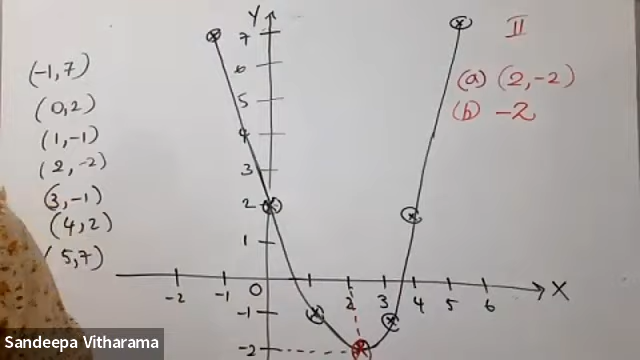 (-1,7)
(0,2)
(1,-1)
(2,-2)
(3,-1)
(4,2)
(5,7)
Y
7
6
5
4
3
2
1
-2 -1 0 2 3 4 5 6 X
-1
-2
II
(a) (2,-2)
(b) -2
Sandeepa Vitharama